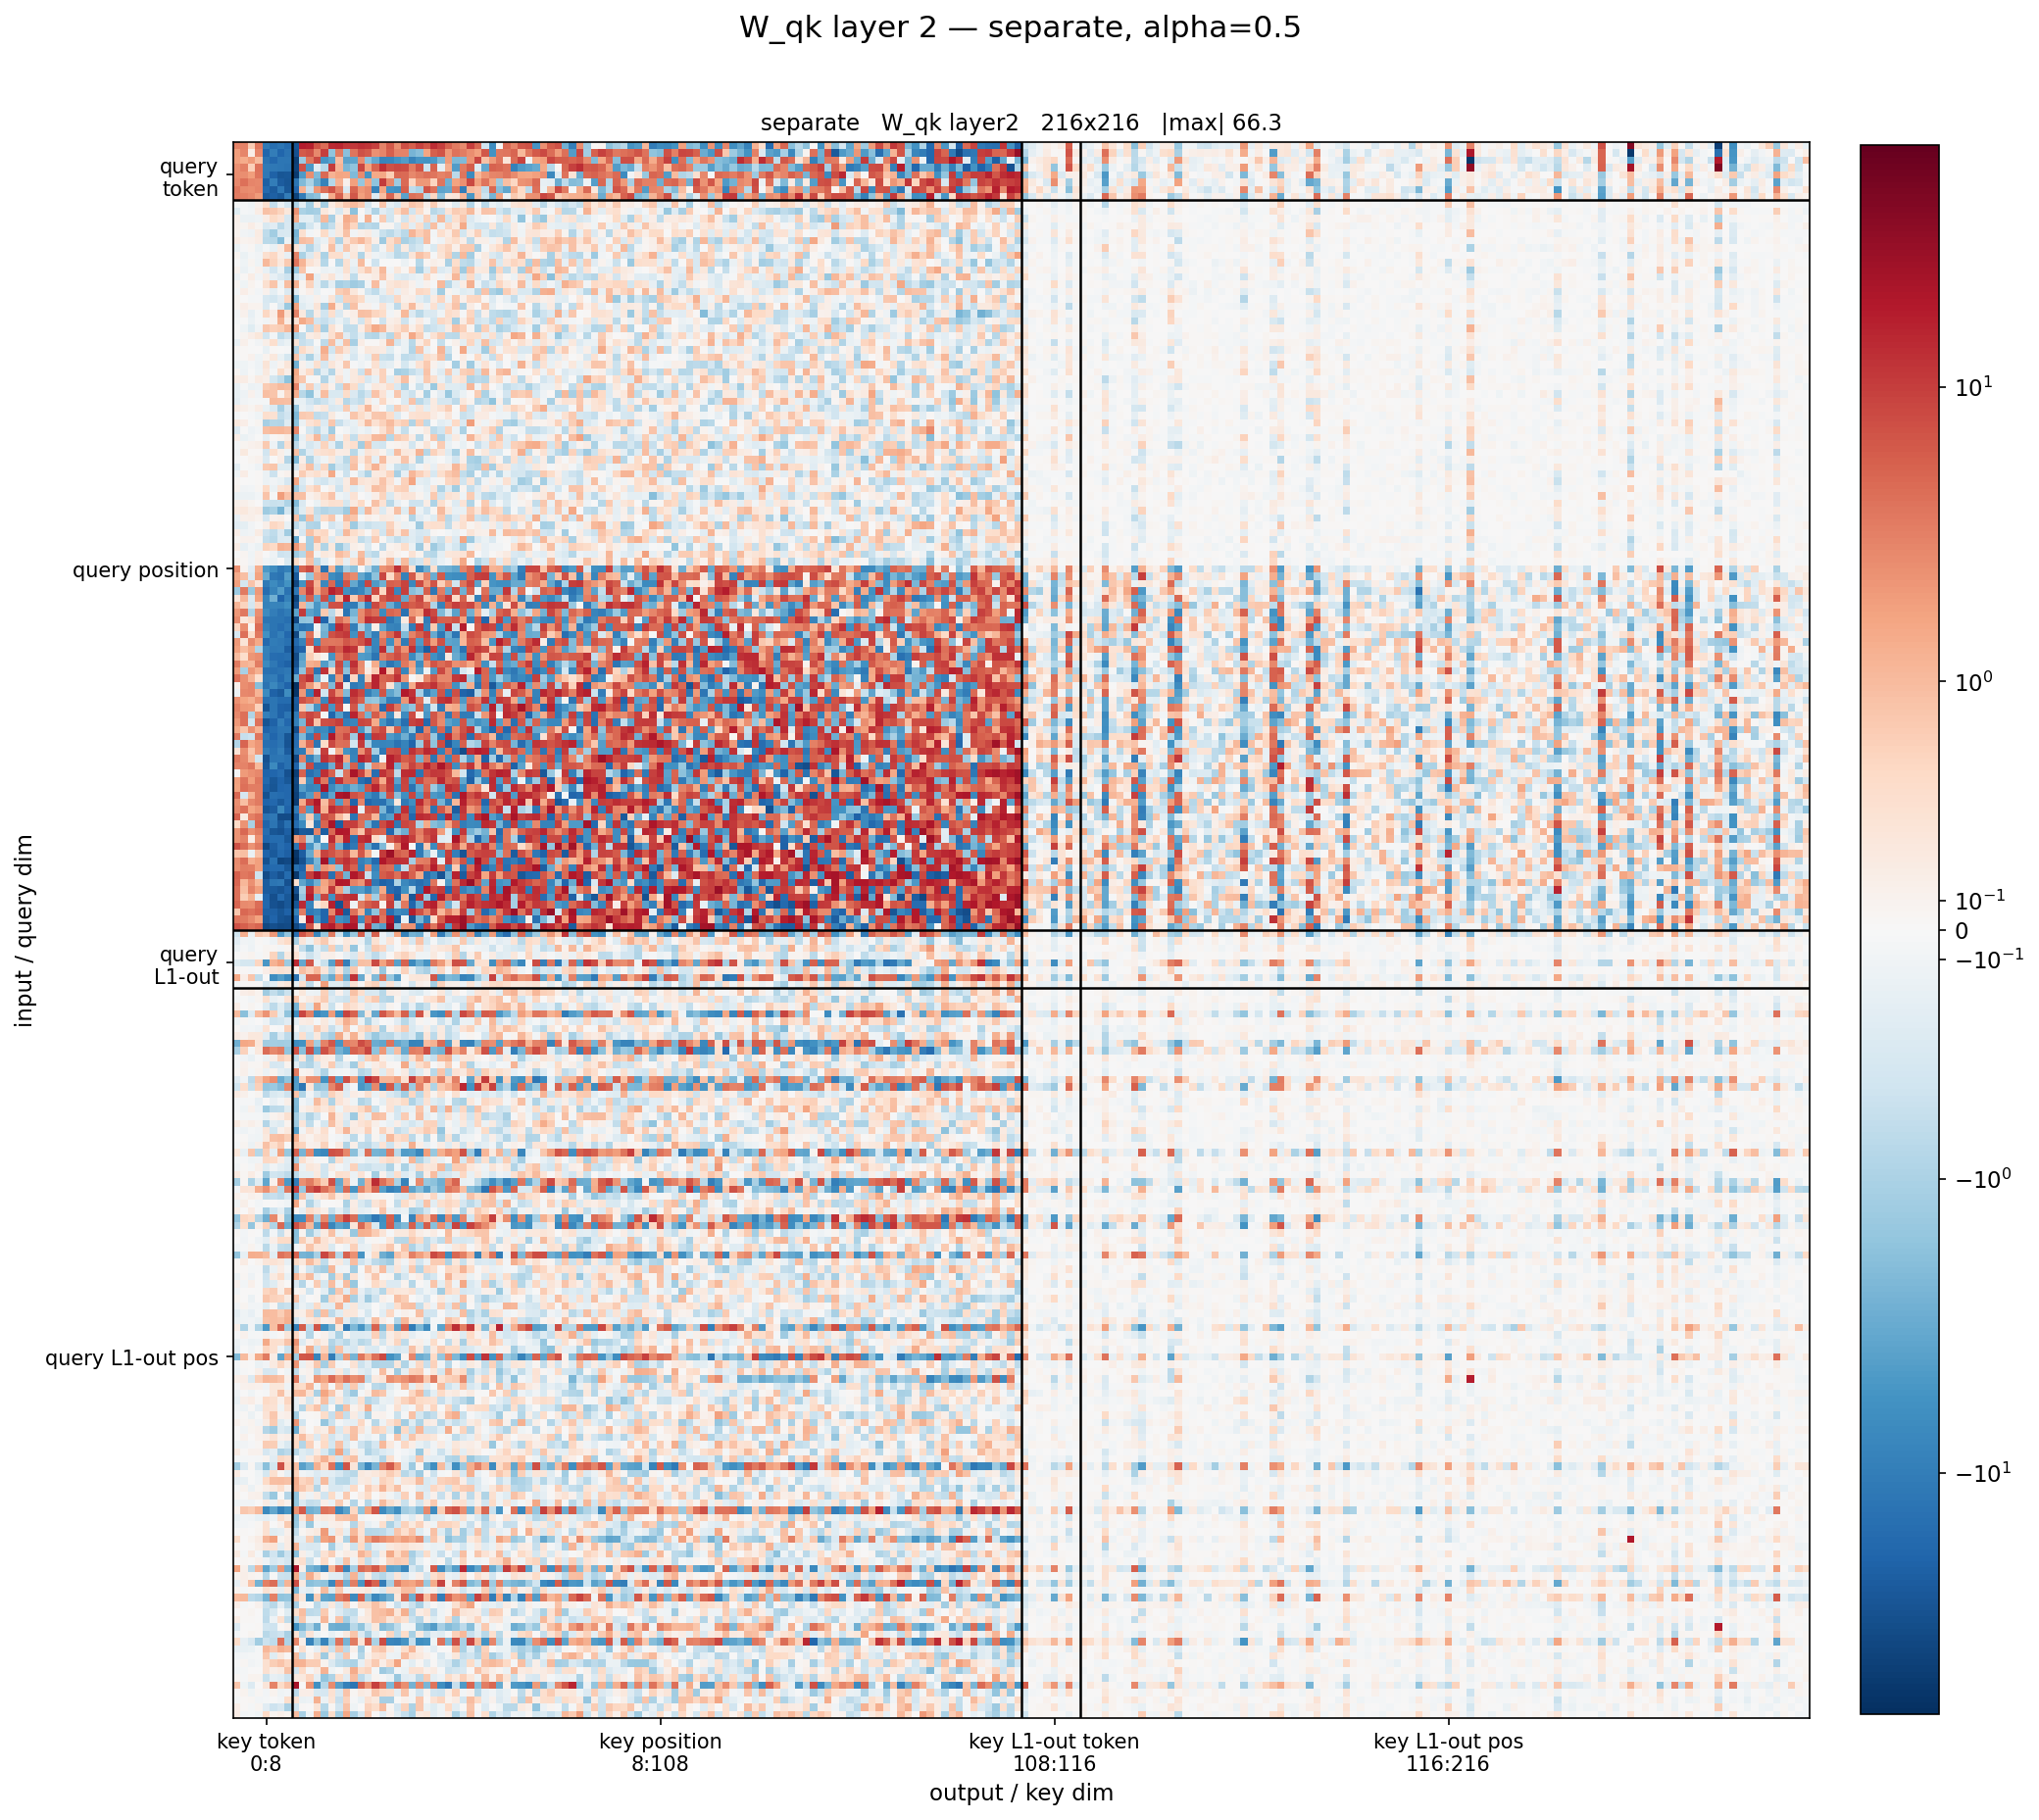 W_qk layer 2 — separate, alpha=0.5
separate W_qk layer2 216x216 |max| 66.3
query
token
query position
query
L1-out
query L1-out pos
input / query dim
key token
0:8
key position
8:108
key L1-out token
108:116
key L1-out pos
116:216
output / key dim
10¹
10⁰
10⁻¹
0
−10⁻¹
−10⁰
−10¹